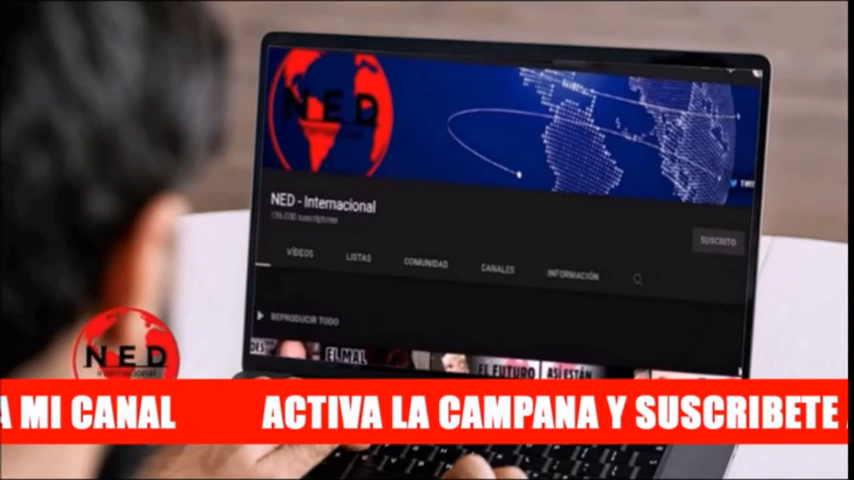 NED
NED - Internacional
SUSCRITO
VÍDEOS
LISTAS
COMUNIDAD
CANALES
INFORMACIÓN
REPRODUCIR TODO
EL MAL
EL FUTURO
ASÍ ESTÁN
NED
internacional
A MI CANAL ACTIVA LA CAMPANA Y SUSCRIBETE